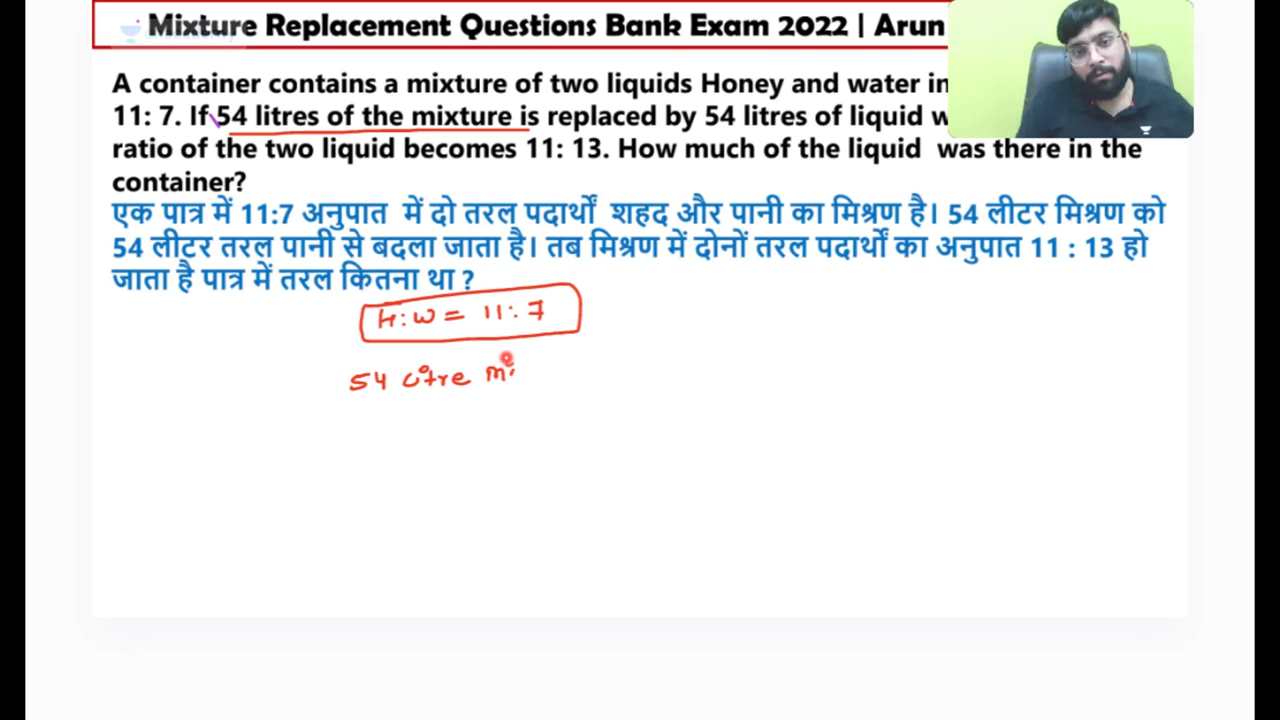 Mixture Replacement Questions Bank Exam 2022 | Arun
A container contains a mixture of two liquids Honey and water in
11: 7. If 54 litres of the mixture is replaced by 54 litres of liquid w
ratio of the two liquid becomes 11: 13. How much of the liquid was there in the
container?
एक पात्र में 11:7 अनुपात में दो तरल पदार्थों शहद और पानी का मिश्रण है। 54 लीटर मिश्रण को
54 लीटर तरल पानी से बदला जाता है। तब मिश्रण में दोनों तरल पदार्थों का अनुपात 11 : 13 हो
जाता है पात्र में तरल कितना था ?
H:W = 11:7
54 litre mi